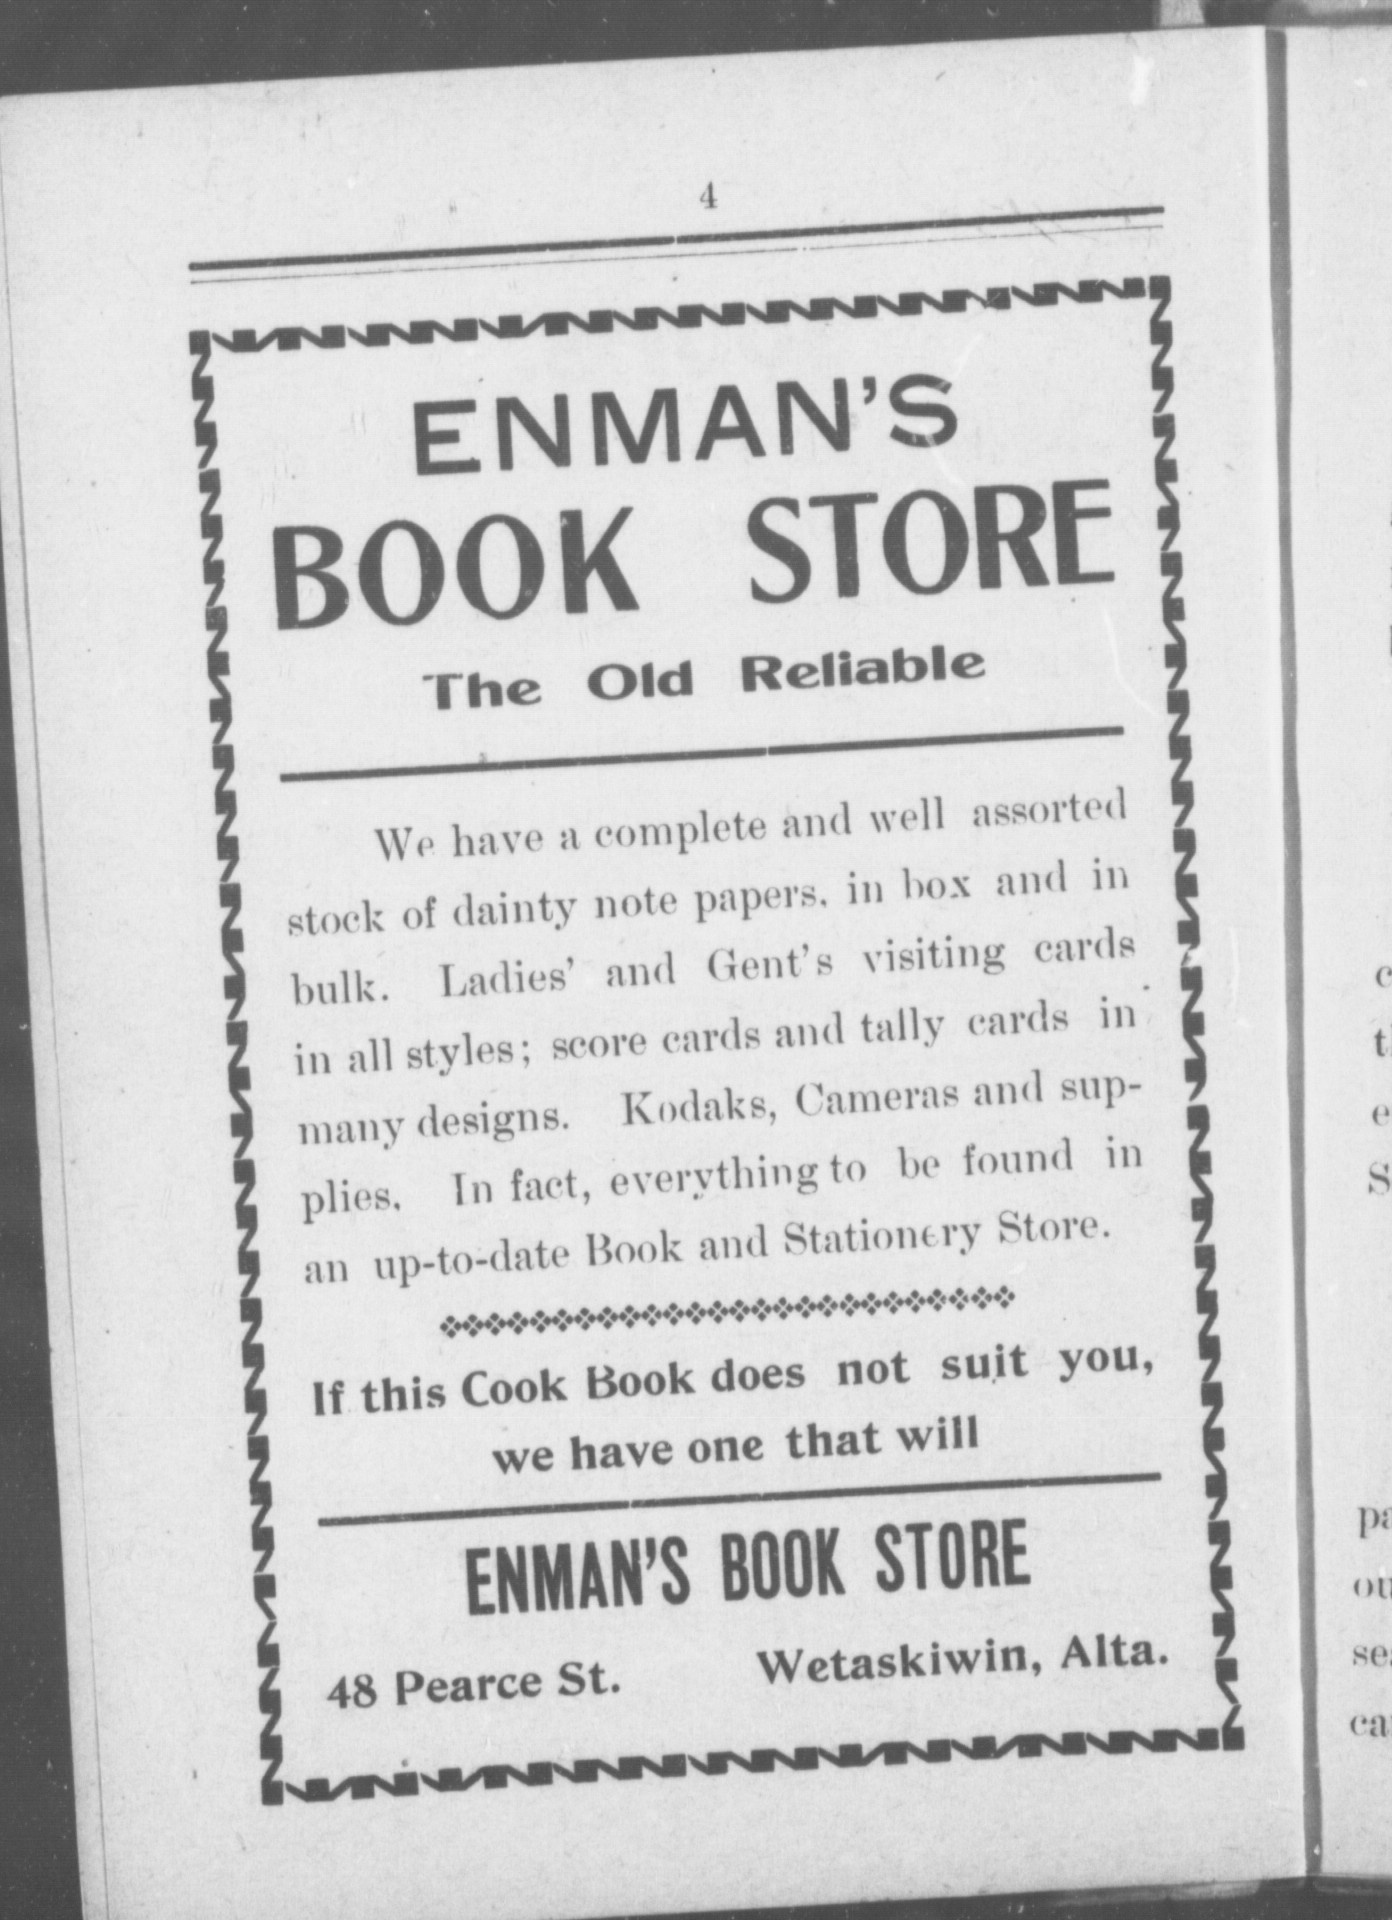 4
ENMAN'S
BOOK STORE
The Old Reliable
We have a complete and well assorted
stock of dainty note papers, in box and in
bulk. Ladies' and Gent's visiting cards
in all styles; score cards and tally cards in
many designs. Kodaks, Cameras and sup-
plies. In fact, everything to be found in
an up-to-date Book and Stationery Store.
If this Cook Book does not suit you,
we have one that will
ENMAN'S BOOK STORE
48 Pearce St. Wetaskiwin, Alta.